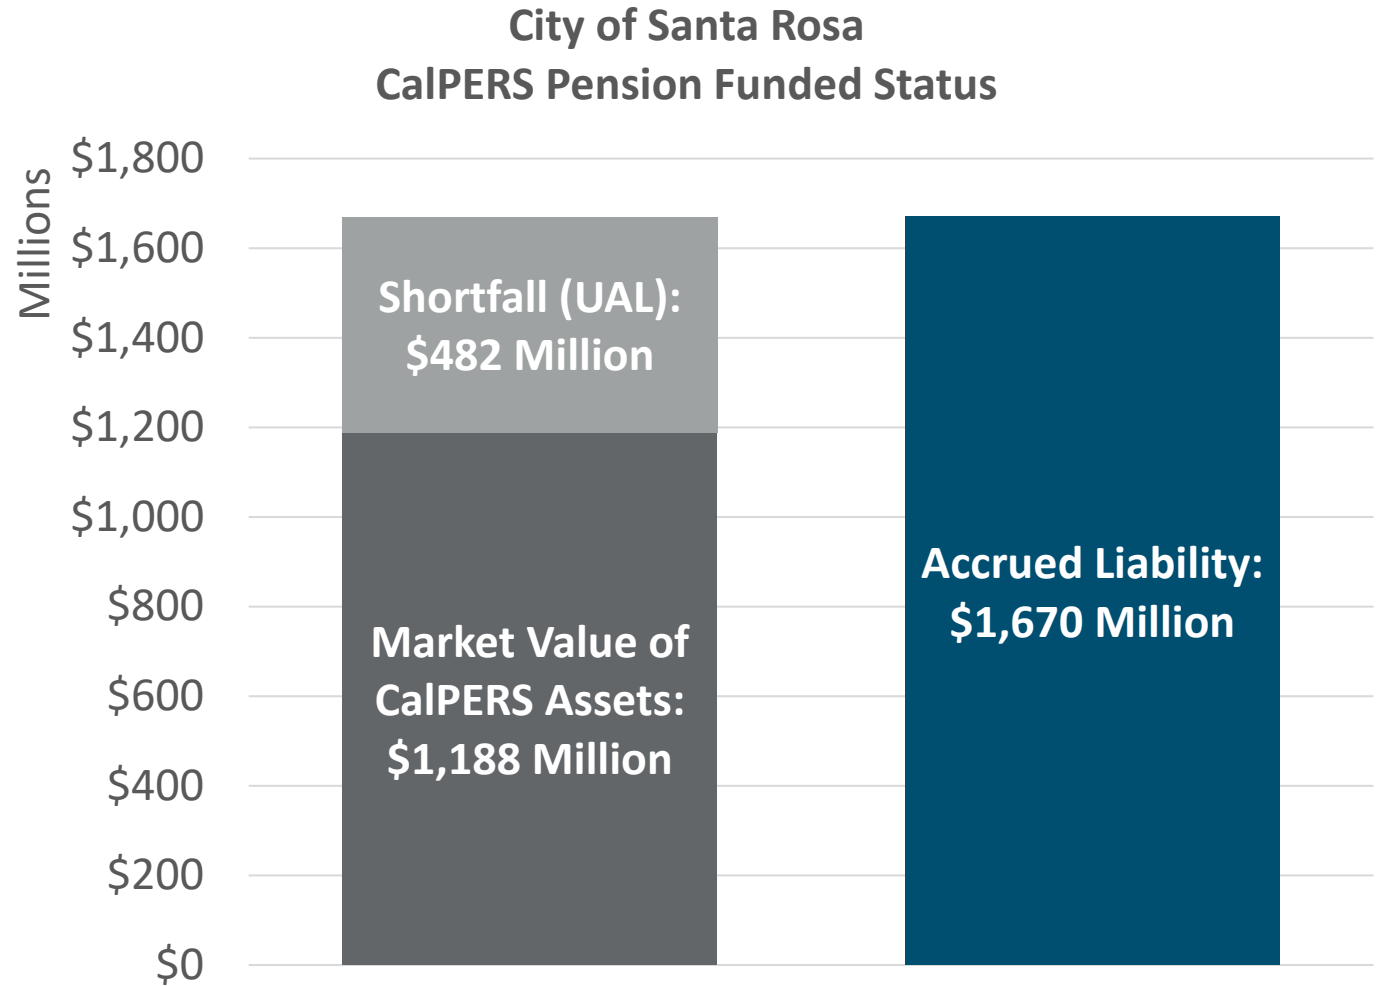 City of Santa Rosa
CalPERS Pension Funded Status
Millions
$1,800
$1,600
$1,400
$1,200
$1,000
$800
$600
$400
$200
$0
Shortfall (UAL):
$482 Million
Market Value of
CalPERS Assets:
$1,188 Million
Accrued Liability:
$1,670 Million